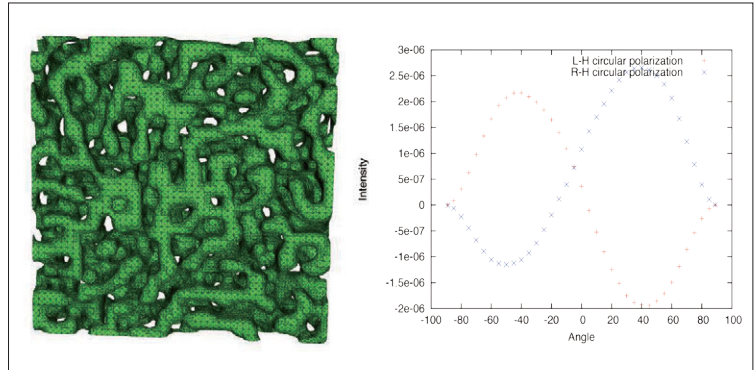 3e-06
2.5e-06
2e-06
1.5e-06
1e-06
5e-07
0
-5e-07
-1e-06
-1.5e-06
-2e-06
Intensity
L-H circular polarization
R-H circular polarization
-100 -80 -60 -40 -20 0 20 40 60 80 100
Angle